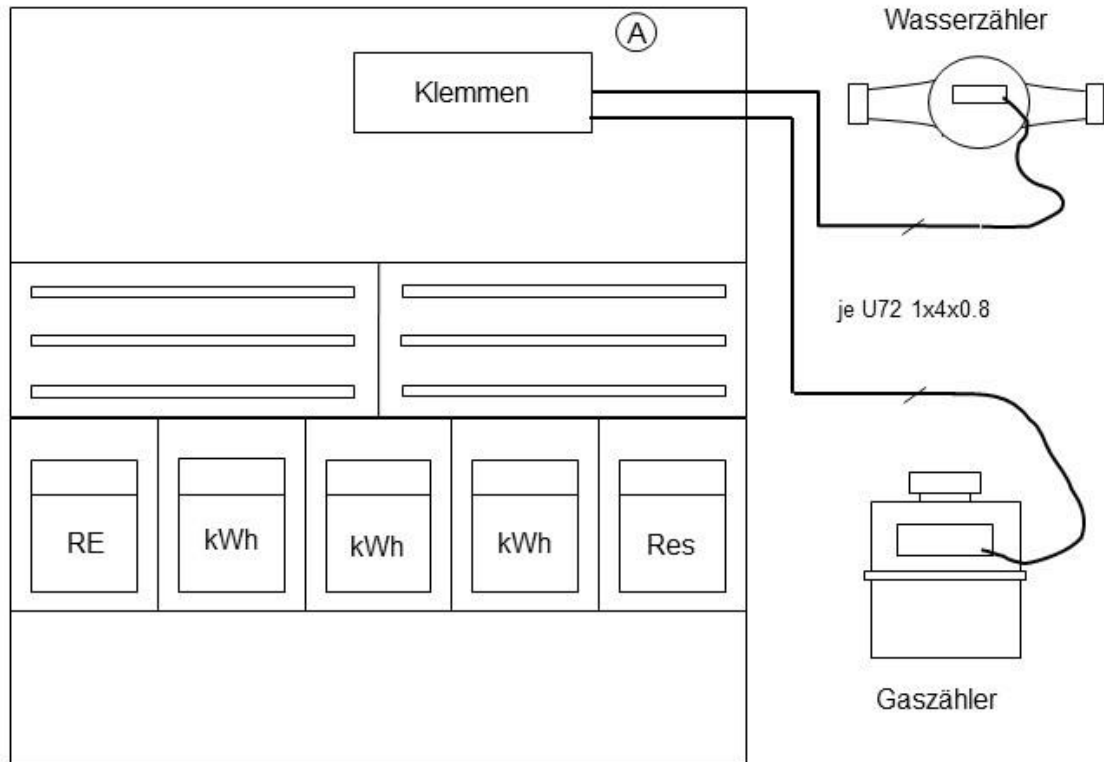 A
Wasserzähler
Klemmen
je U72 1x4x0.8
RE
kWh
kWh
kWh
Res
Gaszähler